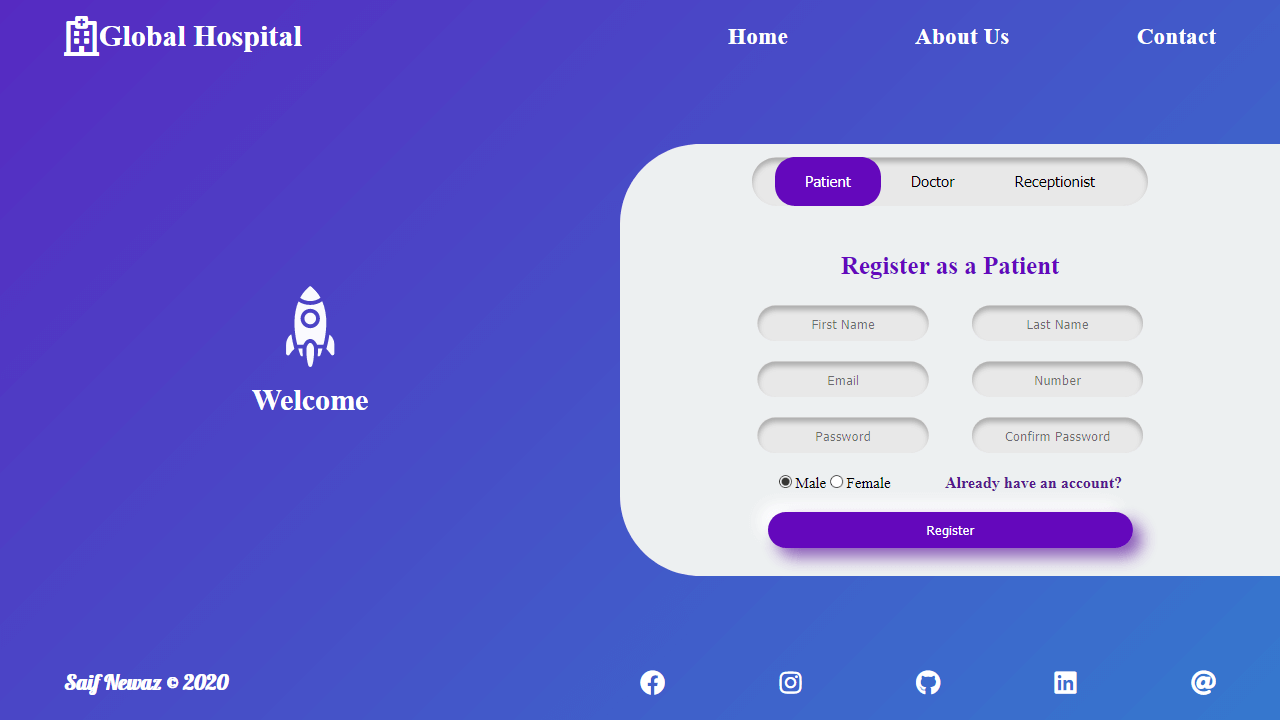 Global Hospital
Home About Us Contact
Patient Doctor Receptionist
Register as a Patient
First Name Last Name
Email Number
Password Confirm Password
Male Female Already have an account?
Register
Welcome
Saif Newaz © 2020